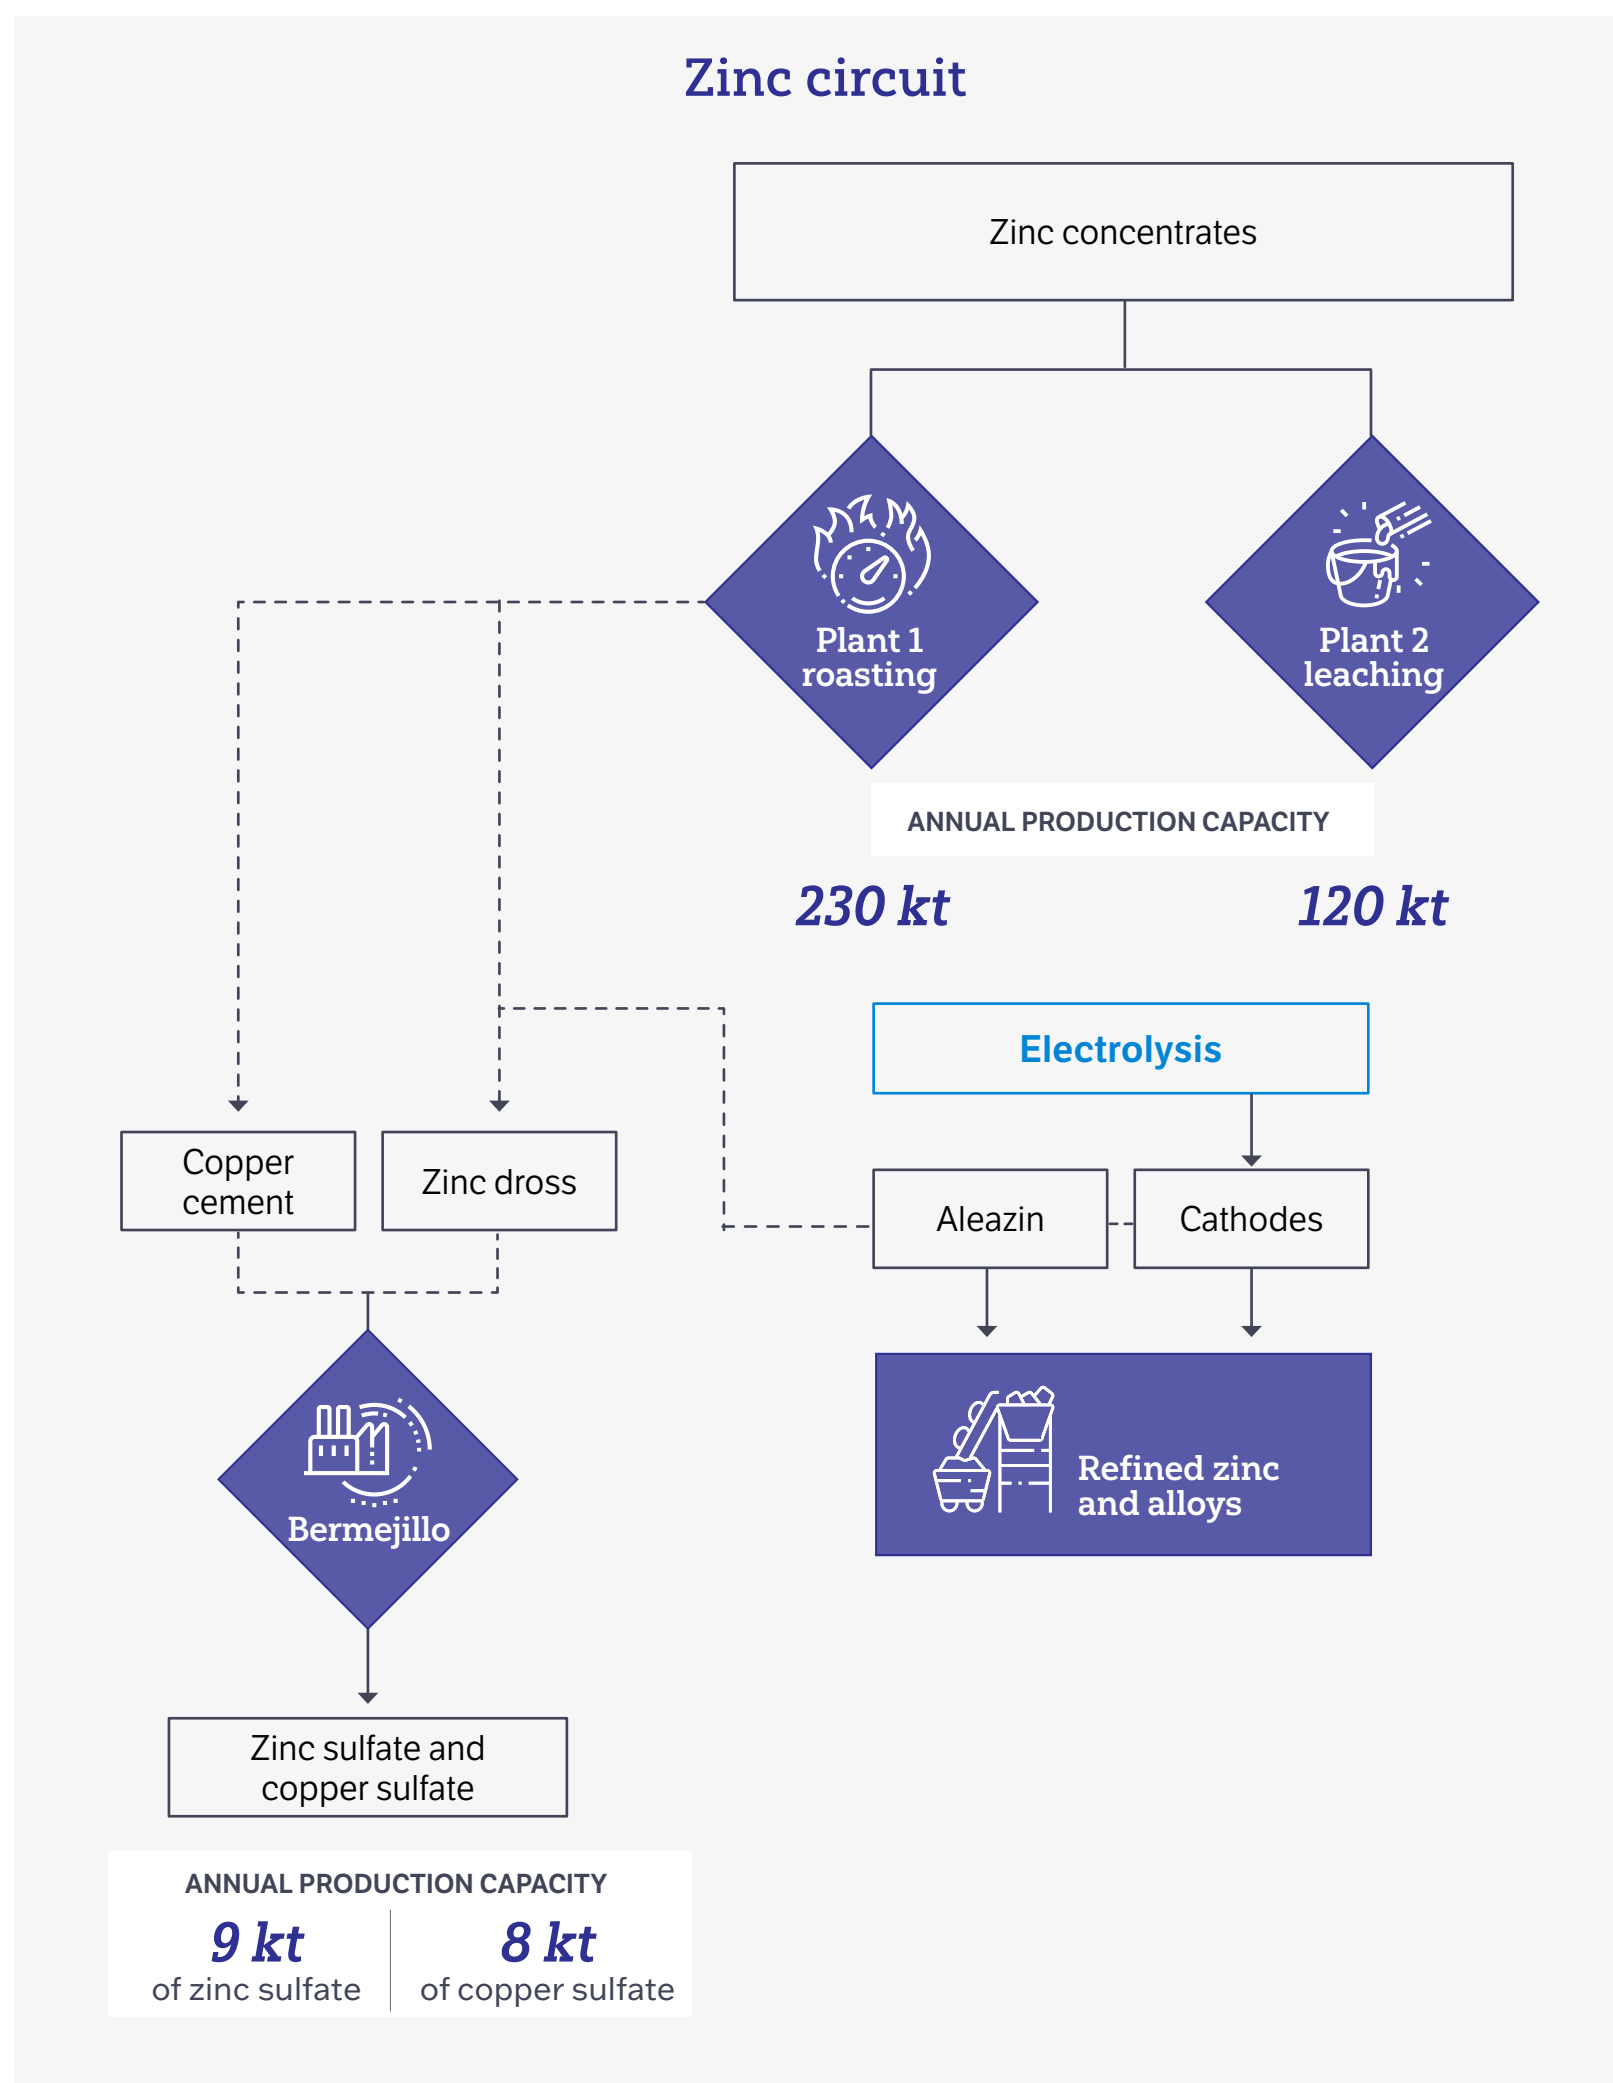 Zinc circuit
Zinc concentrates
Plant 1
roasting
Plant 2
leaching
ANNUAL PRODUCTION CAPACITY
230 kt
120 kt
Electrolysis
Copper
cement
Zinc dross
Aleazin
Cathodes
Refined zinc
and alloys
Bermejillo
Zinc sulfate and
copper sulfate
ANNUAL PRODUCTION CAPACITY
9 kt
of zinc sulfate
8 kt
of copper sulfate